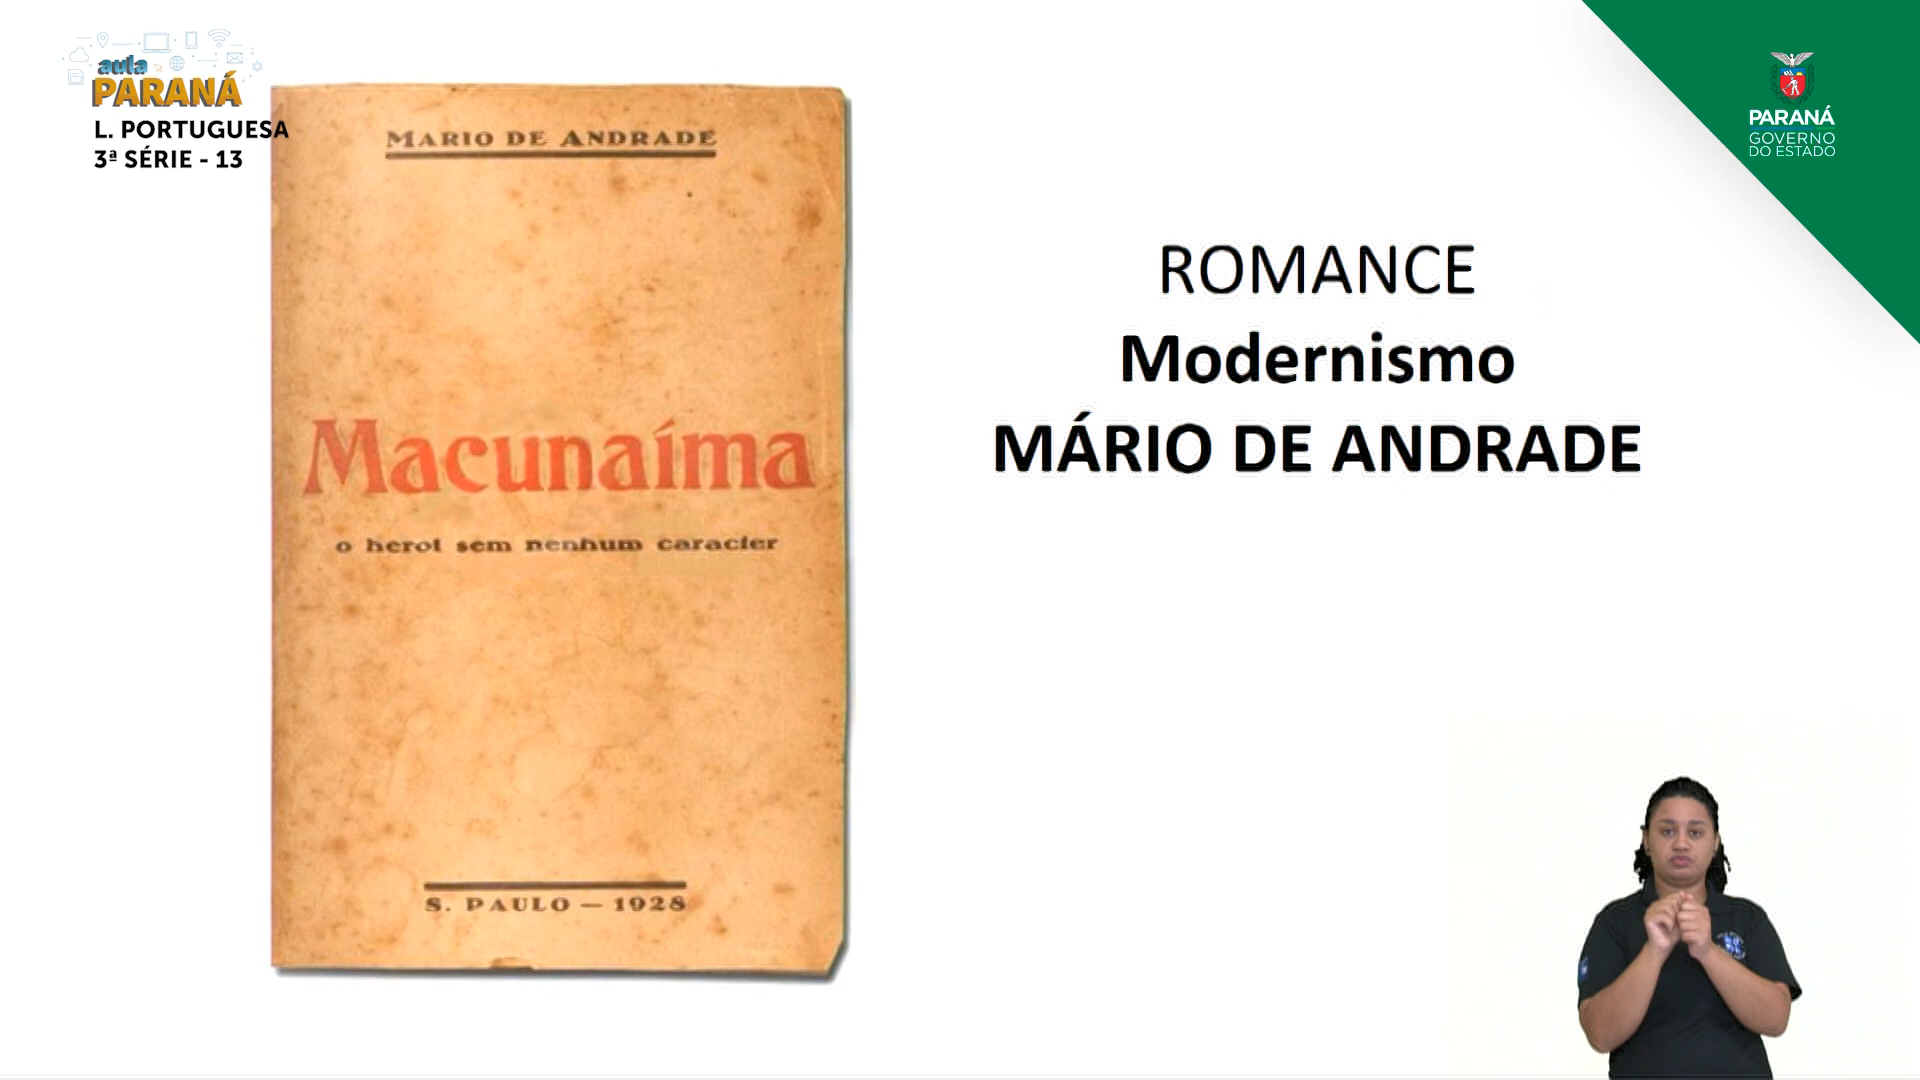 aula
PARANÁ
L. PORTUGUESA
3ª SÉRIE - 13
MARIO DE ANDRADE
Macunaíma
o heroi sem nenhum caracter
S. PAULO — 1928
ROMANCE
Modernismo
MÁRIO DE ANDRADE
PARANÁ
GOVERNO
DO ESTADO